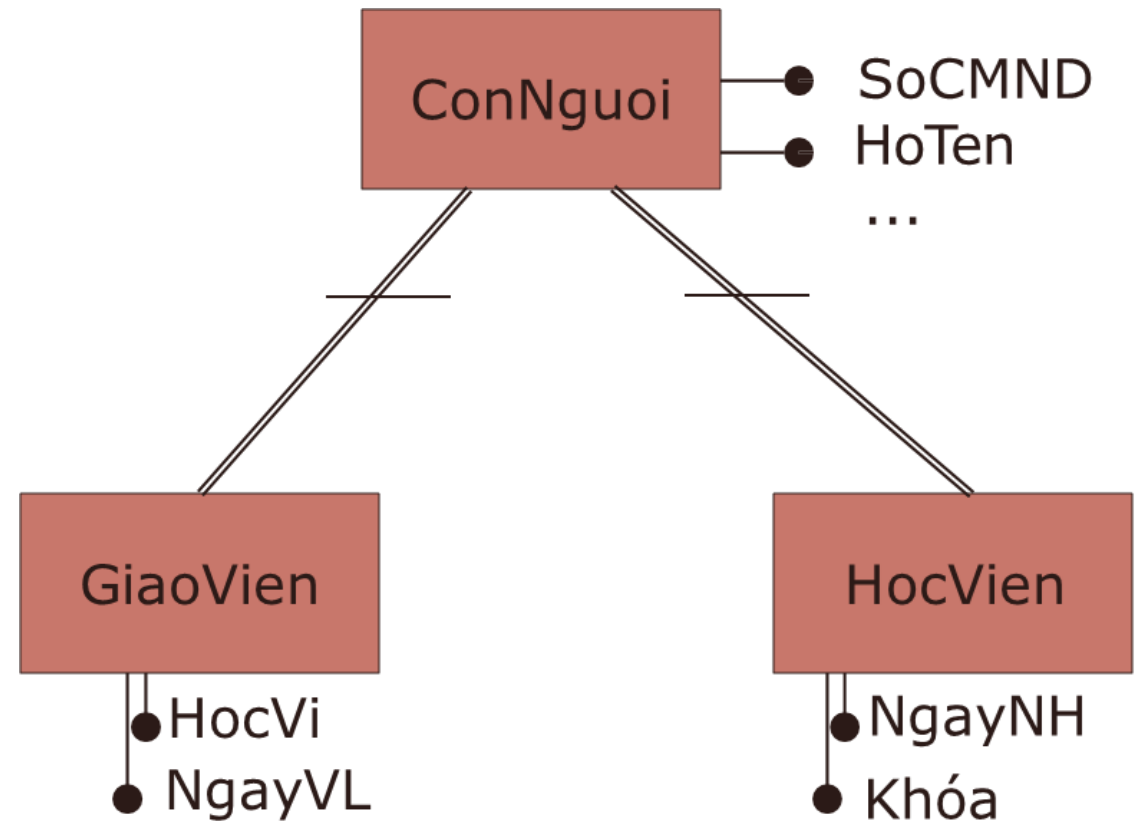 ConNguoi
SoCMND
HoTen
...
GiaoVien
HocVien
HocVi
NgayVL
NgayNH
Khóa